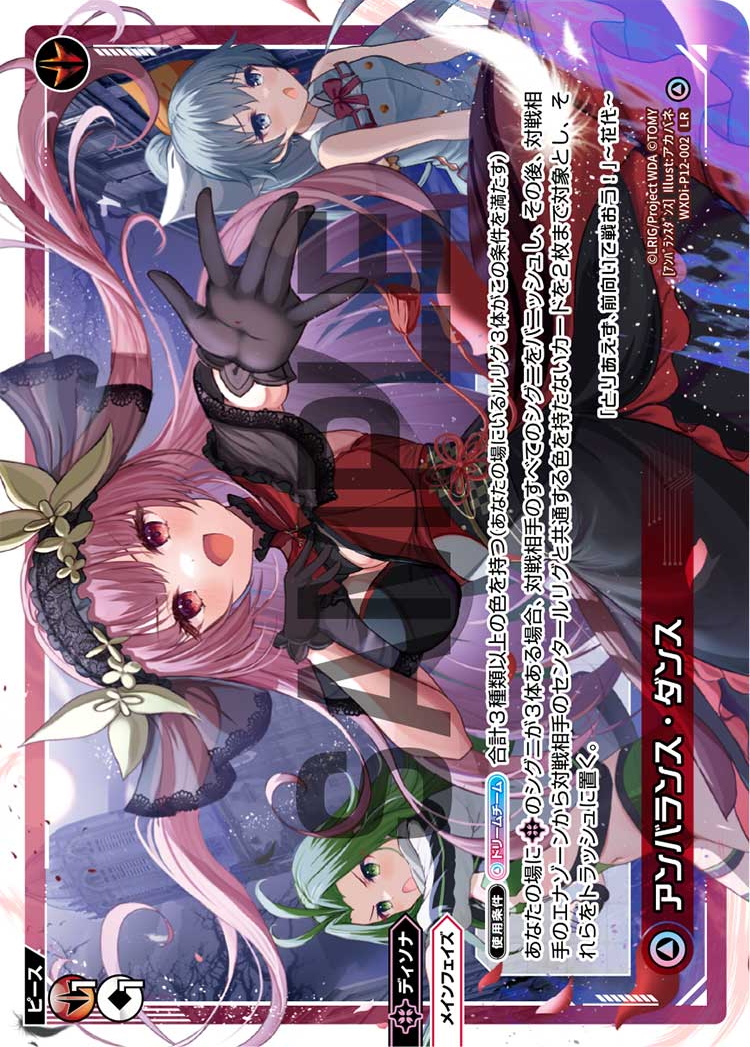 ピース
ディソナ
メインフェイズ
SAMPLE
使用条件 ドリームチーム 合計3種類以上の色を持つ(あなたの場にいるルリグ3体がこの条件を満たす)
あなたの場に のシグニが3体ある場合、対戦相手のすべてのシグニをバニッシュし、その後、対戦相
手のエナゾーンから対戦相手のセンタールリグと共通する色を持たないカードを2枚まで対象とし、そ
れらをトラッシュに置く。
「とりあえず、前向いて戦おう！」~花代~
アンバランス・ダンス
©LRIG/Project WDA ©TOMY
[アンバランスダンス] Illust:アカバネ
WXDi-P12-002 LR